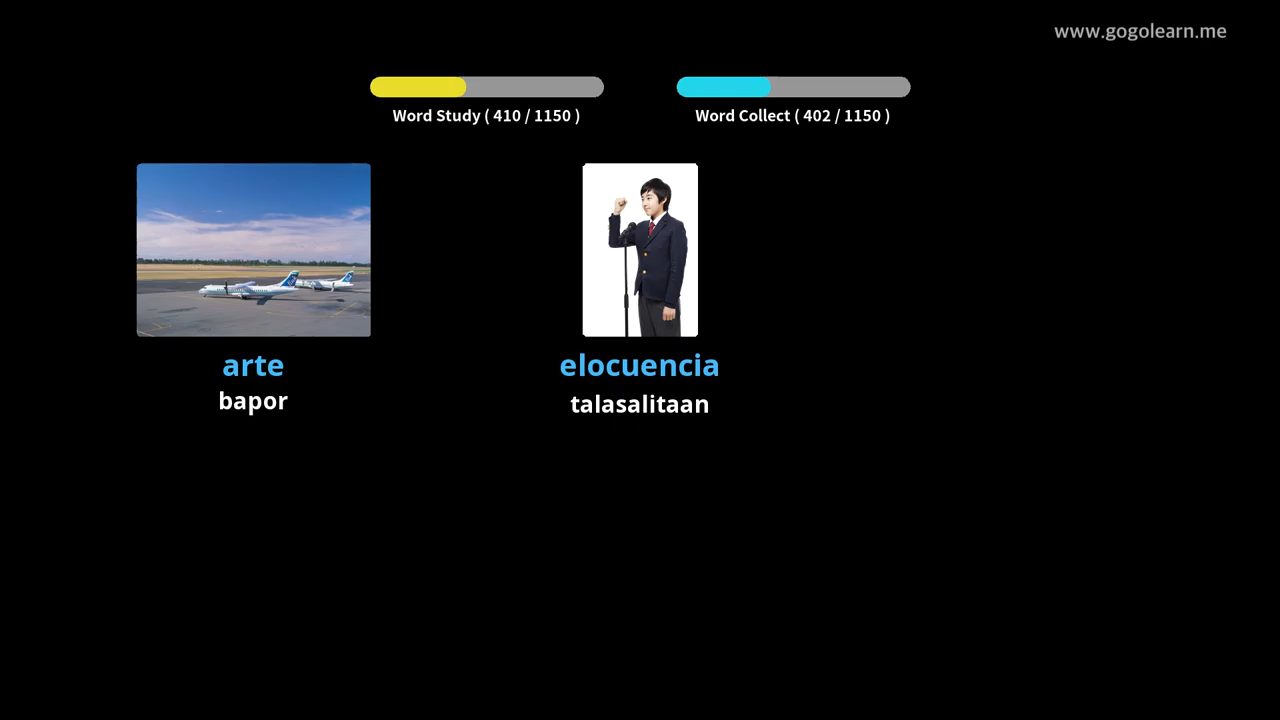 www.gogolearn.me
Word Study ( 410 / 1150 )
Word Collect ( 402 / 1150 )
arte
bapor
elocuencia
talasalitaan